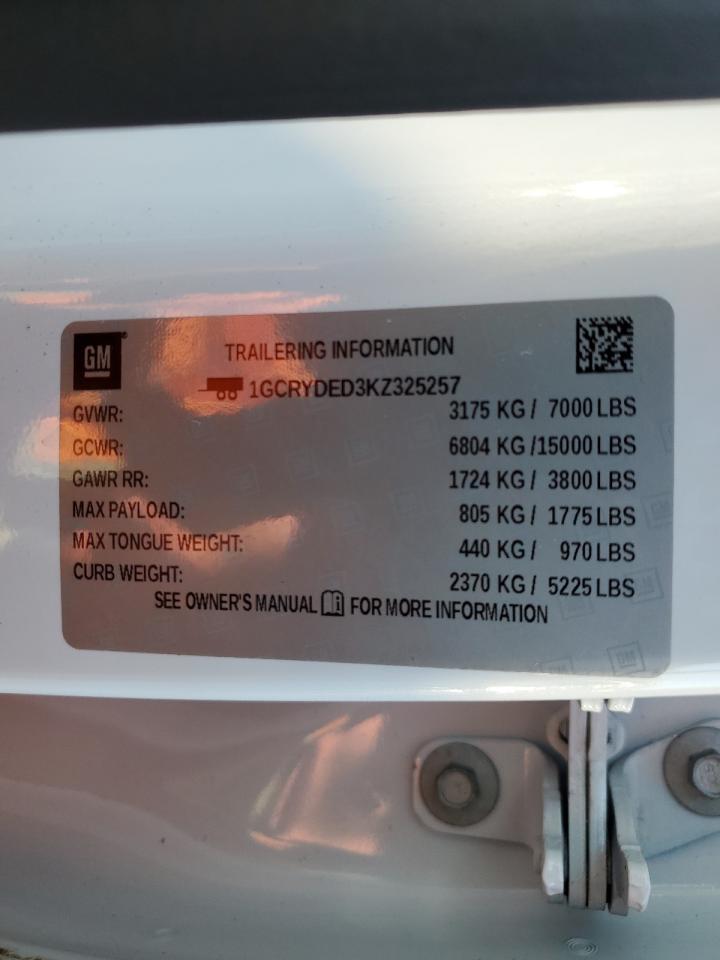 GM
TRAILERING INFORMATION
1GCRYDED3KZ325257
GVWR: 3175 KG / 7000 LBS
GCWR: 6804 KG /15000 LBS
GAWR RR: 1724 KG / 3800 LBS
MAX PAYLOAD: 805 KG / 1775 LBS
MAX TONGUE WEIGHT: 440 KG / 970 LBS
CURB WEIGHT: 2370 KG / 5225 LBS
SEE OWNER'S MANUAL FOR MORE INFORMATION